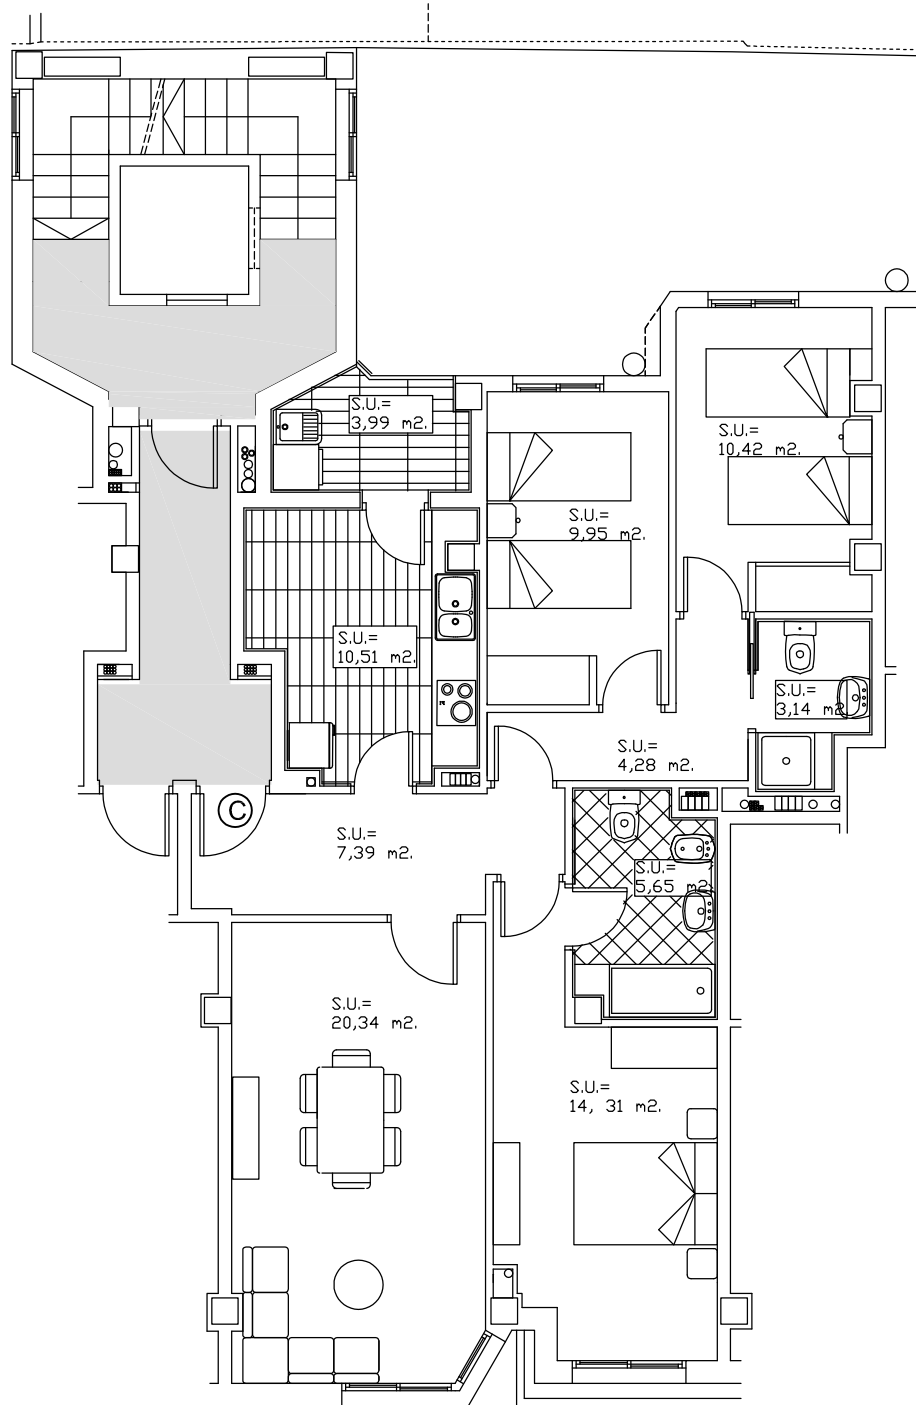 S.U.=
3,99 m2.
S.U.=
10,42 m2.
S.U.=
9,95 m2.
S.U.=
10,51 m2.
S.U.=
3,14 m2
S.U.=
4,28 m2.
C
S.U.=
7,39 m2.
S.U.=
5,65 m2
S.U.=
20,34 m2.
S.U.=
14, 31 m2.